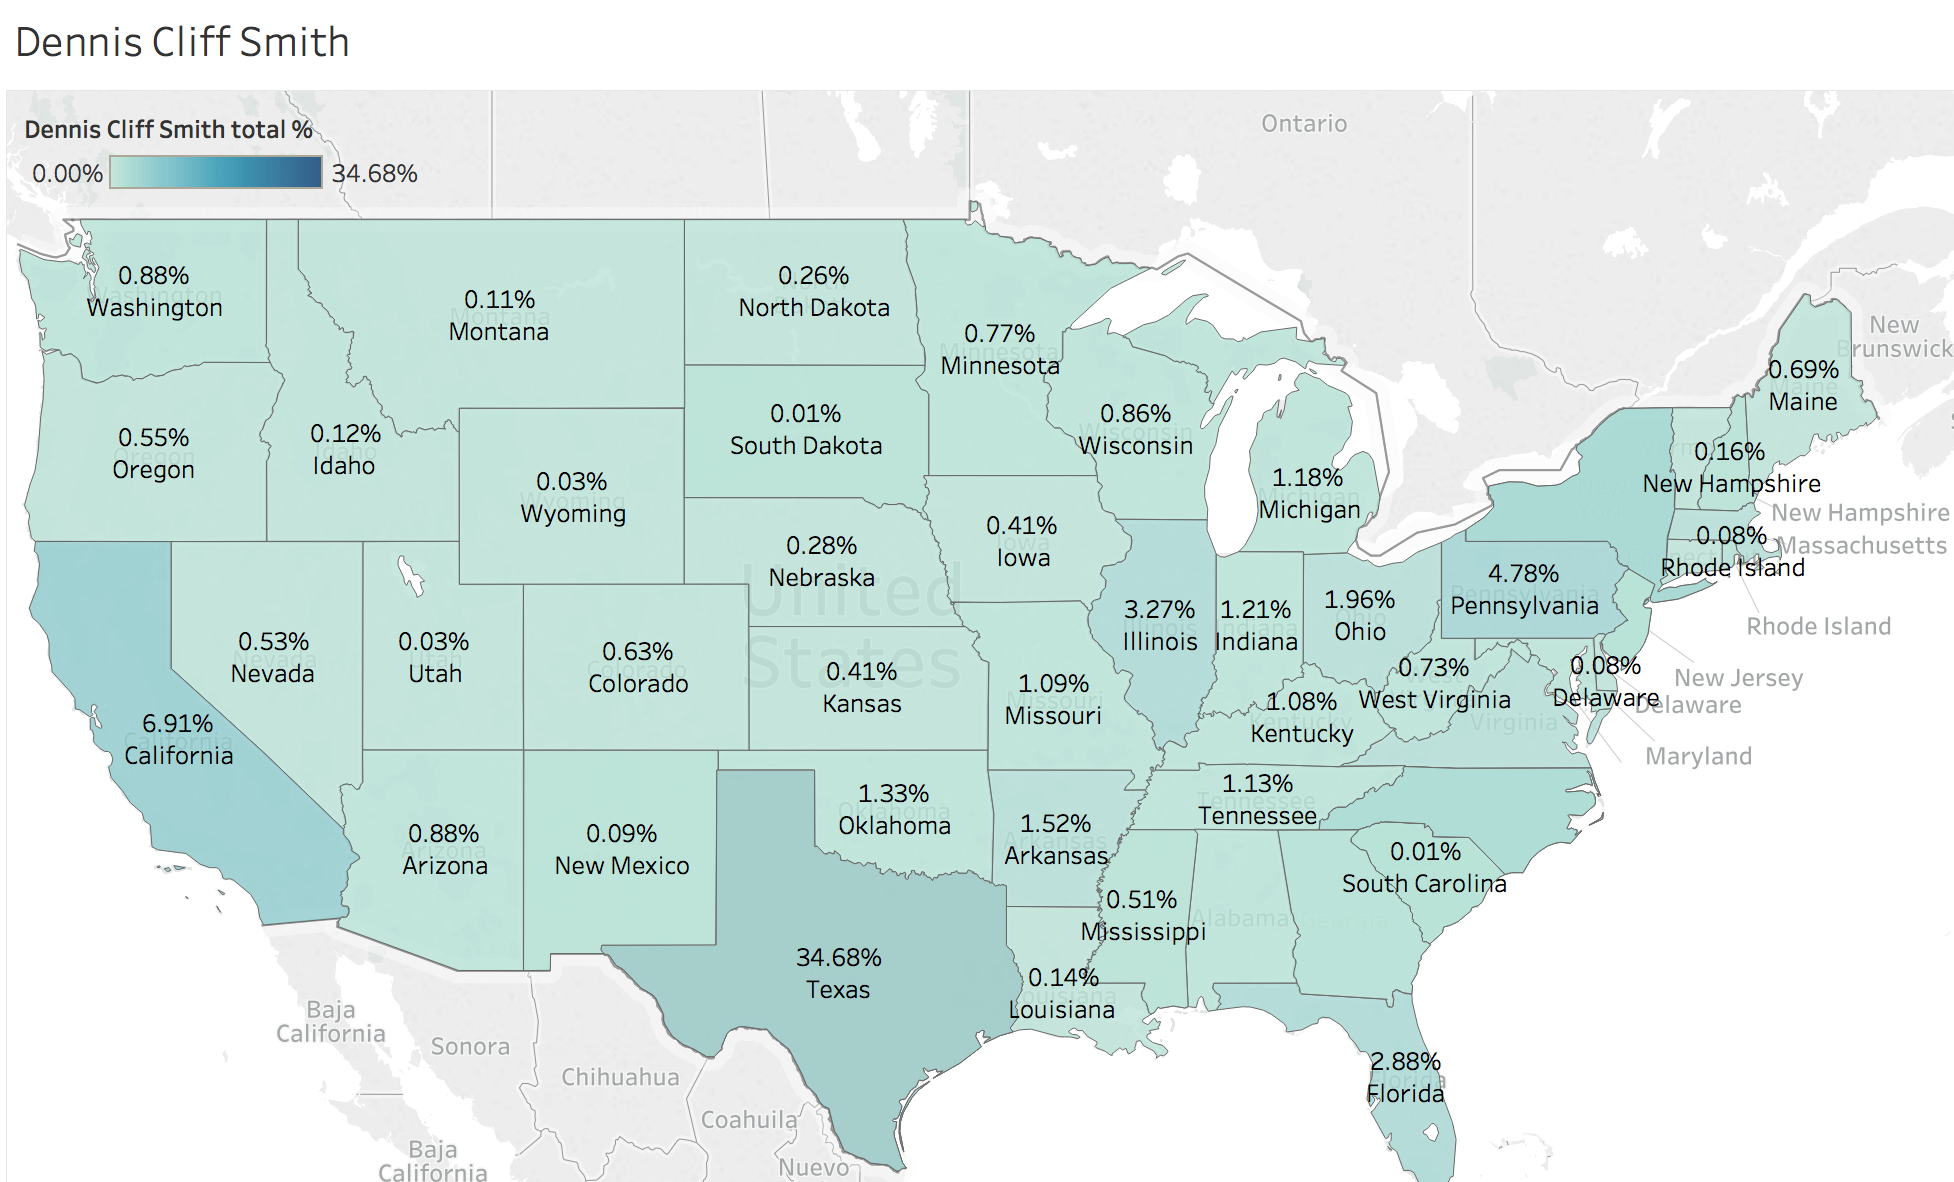 Dennis Cliff Smith
Dennis Cliff Smith total %
0.00%
34.68%
Ontario
New
Brunswick
0.88%
Washington
0.11%
Montana
0.26%
North Dakota
0.77%
Minnesota
0.69%
Maine
0.55%
Oregon
0.12%
Idaho
0.03%
Wyoming
0.01%
South Dakota
0.86%
Wisconsin
1.18%
Michigan
0.16%
New Hampshire
New Hampshire
0.08%
Rhode Island
Massachusetts
Rhode Island
0.28%
Nebraska
0.41%
Iowa
United
States
4.78%
Pennsylvania
0.53%
Nevada
0.03%
Utah
0.63%
Colorado
0.41%
Kansas
1.09%
Missouri
3.27%
Illinois
1.21%
Indiana
1.96%
Ohio
0.73%
West Virginia
0.08%
Delaware
New Jersey
Delaware
Maryland
Virginia
1.08%
Kentucky
6.91%
California
0.88%
Arizona
0.09%
New Mexico
1.33%
Oklahoma
1.52%
Arkansas
1.13%
Tennessee
0.01%
South Carolina
0.51%
Mississippi
Alabama
Georgia
34.68%
Texas
0.14%
Louisiana
2.88%
Florida
Baja
California
Sonora
Chihuahua
Coahuila
Baja
California
Nuevo